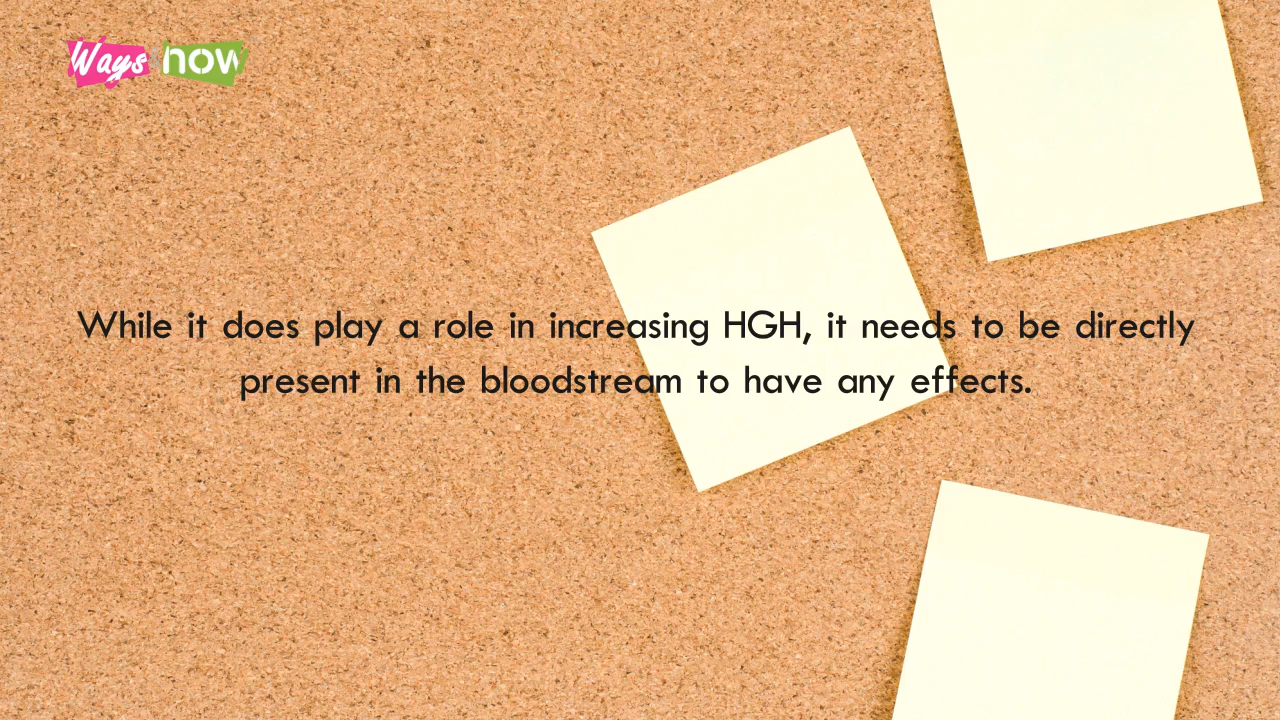 Ways now
While it does play a role in increasing HGH, it needs to be directly
present in the bloodstream to have any effects.